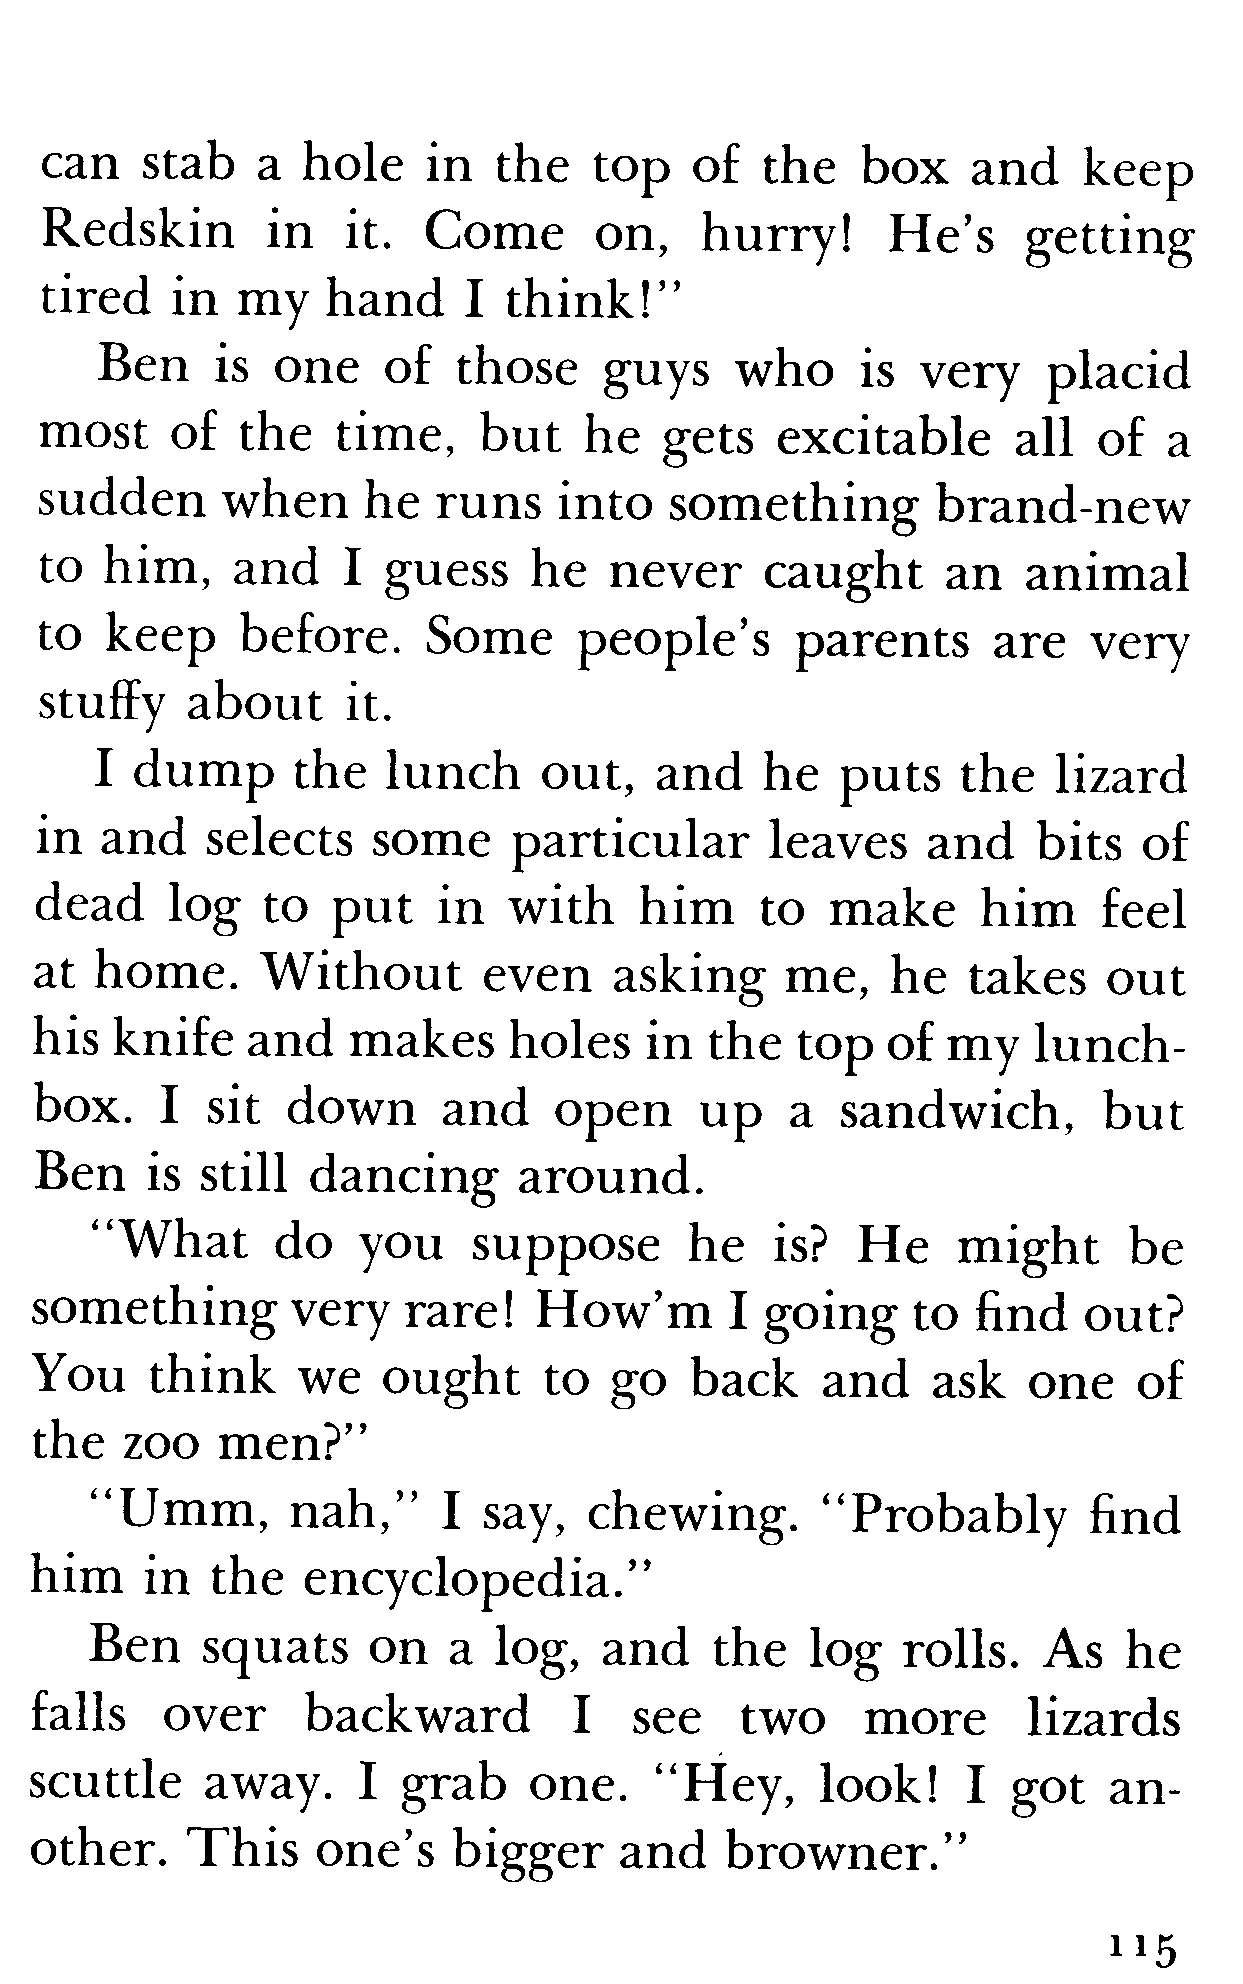 can stab a hole in the top of the box and keep
Redskin in it. Come on, hurry! He's getting
tired in my hand I think!"
Ben is one of those guys who is very placid
most of the time, but he gets excitable all of a
sudden when he runs into something brand-new
to him, and I guess he never caught an animal
to keep before. Some people's parents are very
stuffy about it.
I dump the lunch out, and he puts the lizard
in and selects some particular leaves and bits of
dead log to put in with him to make him feel
at home. Without even asking me, he takes out
his knife and makes holes in the top of my lunch-
box. I sit down and open up a sandwich, but
Ben is still dancing around.
"What do you suppose he is? He might be
something very rare! How'm I going to find out?
You think we ought to go back and ask one of
the zoo men?"
"Umm, nah," I say, chewing. "Probably find
him in the encyclopedia."
Ben squats on a log, and the log rolls. As he
falls over backward I see two more lizards
scuttle away. I grab one. "Hey, look! I got an-
other. This one's bigger and browner."
115